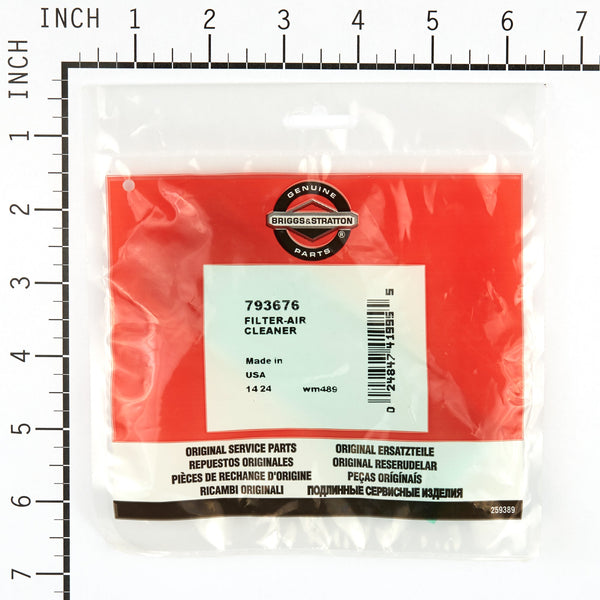 INCH 1 2 3 4 5 6 7
INCH
1
2
3
4
5
6
7
GENUINE
BRIGGS&STRATTON
®
PARTS
793676
FILTER-AIR
CLEANER
Made in
USA
14 24 wm489
0 24847 41995 5
ORIGINAL SERVICE PARTS
REPUESTOS ORIGINALES
PIÈCES DE RECHANGE D'ORIGINE
RICAMBI ORIGINALI
ORIGINAL ERSATZTEILE
ORIGINAL RESERUDELAR
PEÇAS ORIGÍNAIS
ПОДЛИННЫЕ СЕРВИСНЫЕ ИЗДЕЛИЯ
259389